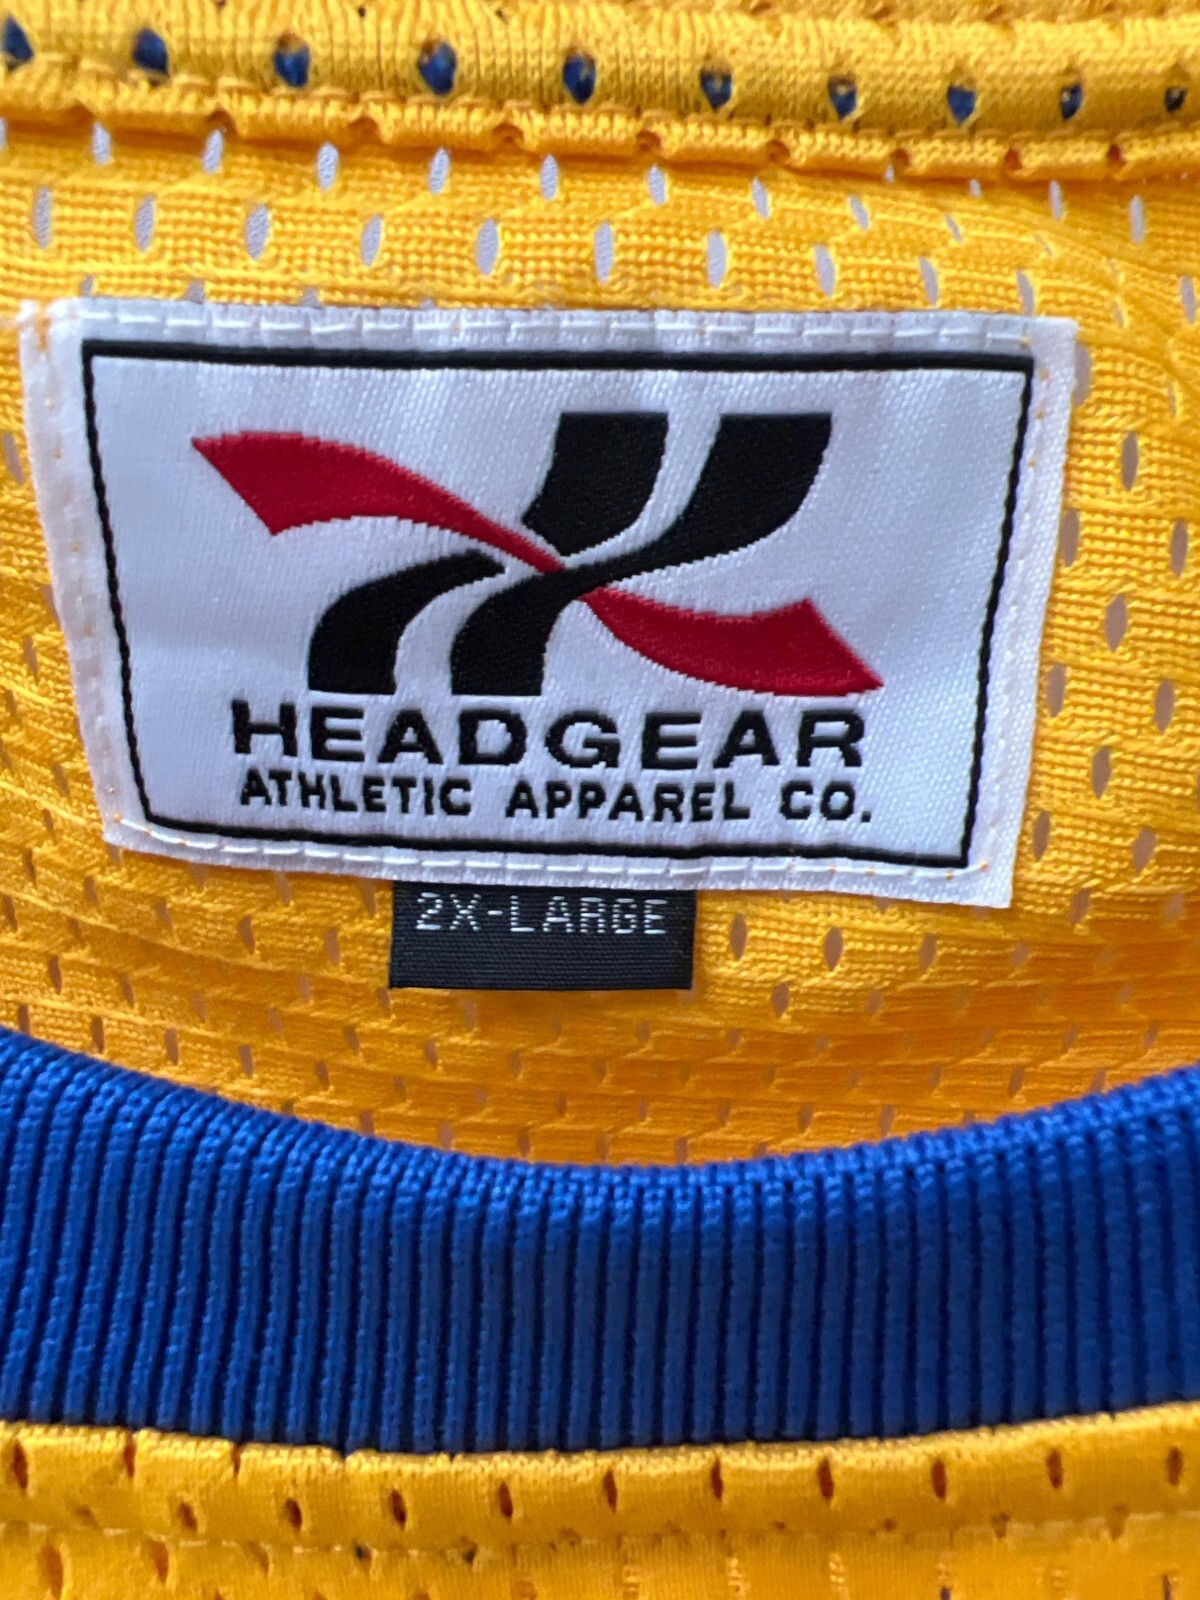 HEADGEAR
ATHLETIC APPAREL CO.
2X-LARGE